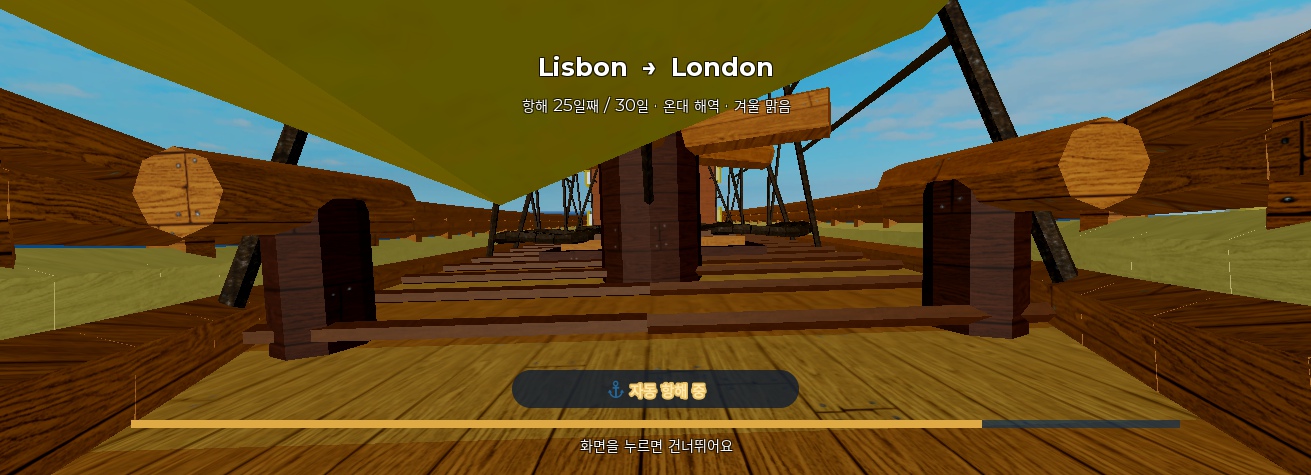 Lisbon → London
항해 25일째 / 30일 · 온대 해역 · 겨울 맑음
⚓ 자동 항해 중
화면을 누르면 건너뛰어요